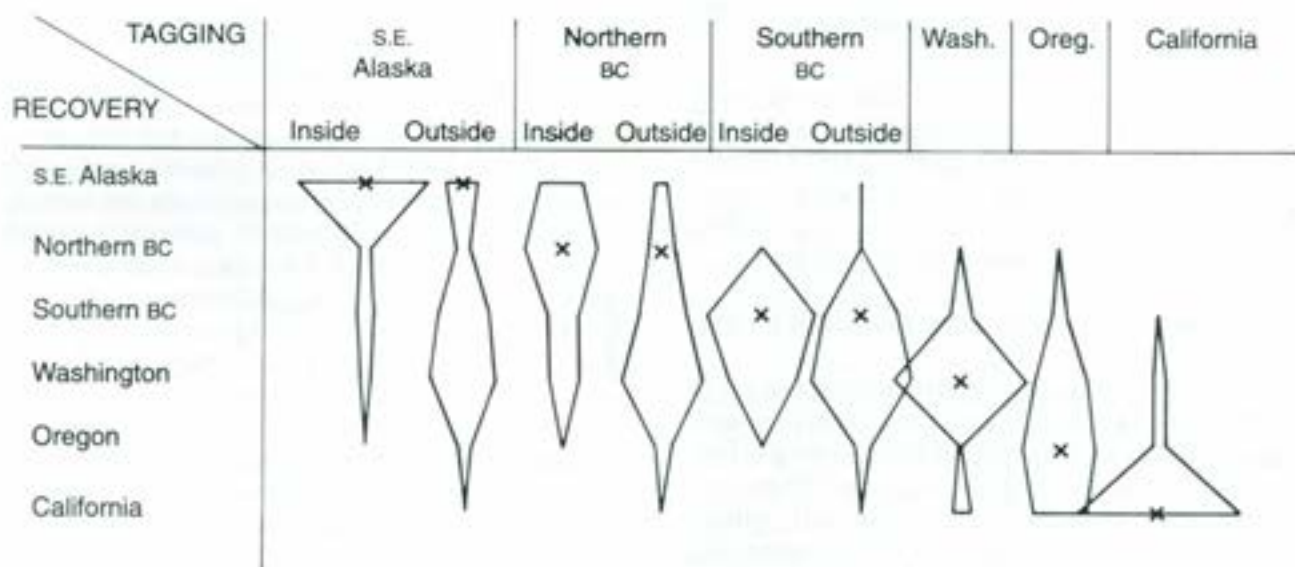 TAGGING
S.E. Alaska
Northern BC
Southern BC
Wash.
Oreg.
California
RECOVERY
Inside Outside Inside Outside Inside Outside
S.E. Alaska
Northern BC
Southern BC
Washington
Oregon
California